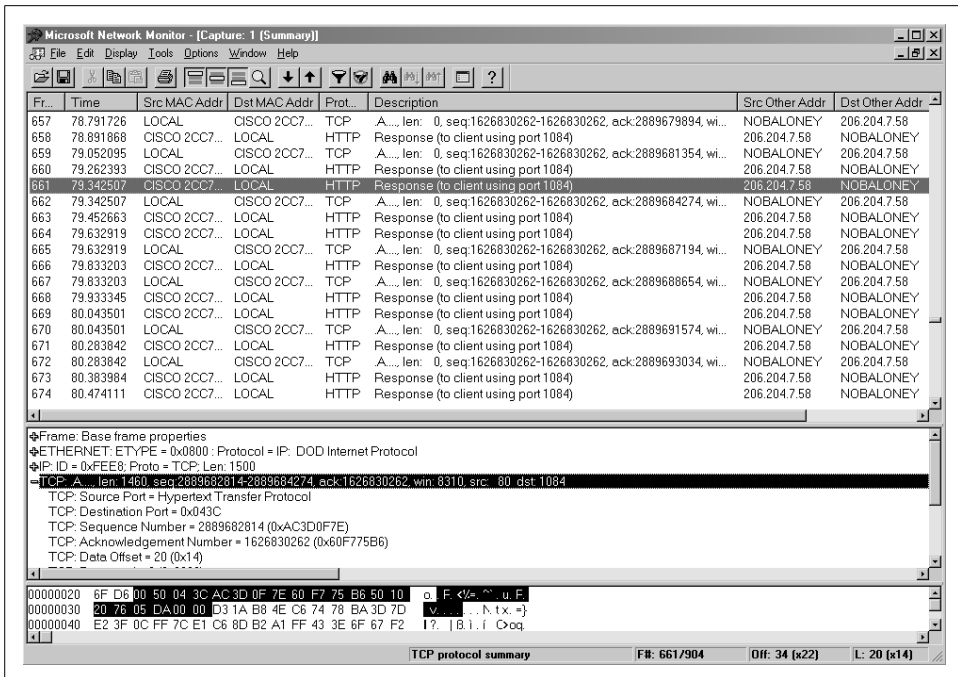 Microsoft Network Monitor - [Capture: 1 (Summary)]
File Edit Display Tools Options Window Help
Fr... Time Src MAC Addr Dst MAC Addr Prot... Description Src Other Addr Dst Other Addr
657 78.791726 LOCAL CISCO 2CC7... TCP .A...., len: 0, seq:1626830262-1626830262, ack:2889679894, wi... NOBALONEY 206.204.7.58
658 78.891868 CISCO 2CC7... LOCAL HTTP Response (to client using port 1084) 206.204.7.58 NOBALONEY
659 79.052095 LOCAL CISCO 2CC7... TCP .A...., len: 0, seq:1626830262-1626830262, ack:2889681354, wi... NOBALONEY 206.204.7.58
660 79.262393 CISCO 2CC7... LOCAL HTTP Response (to client using port 1084) 206.204.7.58 NOBALONEY
661 79.342507 CISCO 2CC7... LOCAL HTTP Response (to client using port 1084) 206.204.7.58 NOBALONEY
662 79.342507 LOCAL CISCO 2CC7... TCP .A...., len: 0, seq:1626830262-1626830262, ack:2889684274, wi... NOBALONEY 206.204.7.58
663 79.452663 CISCO 2CC7... LOCAL HTTP Response (to client using port 1084) 206.204.7.58 NOBALONEY
664 79.632919 CISCO 2CC7... LOCAL HTTP Response (to client using port 1084) 206.204.7.58 NOBALONEY
665 79.632919 LOCAL CISCO 2CC7... TCP .A...., len: 0, seq:1626830262-1626830262, ack:2889687194, wi... NOBALONEY 206.204.7.58
666 79.833203 CISCO 2CC7... LOCAL HTTP Response (to client using port 1084) 206.204.7.58 NOBALONEY
667 79.833203 LOCAL CISCO 2CC7... TCP .A...., len: 0, seq:1626830262-1626830262, ack:2889688654, wi... NOBALONEY 206.204.7.58
668 79.933345 CISCO 2CC7... LOCAL HTTP Response (to client using port 1084) 206.204.7.58 NOBALONEY
669 80.043501 CISCO 2CC7... LOCAL HTTP Response (to client using port 1084) 206.204.7.58 NOBALONEY
670 80.043501 LOCAL CISCO 2CC7... TCP .A...., len: 0, seq:1626830262-1626830262, ack:2889691574, wi... NOBALONEY 206.204.7.58
671 80.283842 CISCO 2CC7... LOCAL HTTP Response (to client using port 1084) 206.204.7.58 NOBALONEY
672 80.283842 LOCAL CISCO 2CC7... TCP .A...., len: 0, seq:1626830262-1626830262, ack:2889693034, wi... NOBALONEY 206.204.7.58
673 80.383984 CISCO 2CC7... LOCAL HTTP Response (to client using port 1084) 206.204.7.58 NOBALONEY
674 80.474111 CISCO 2CC7... LOCAL HTTP Response (to client using port 1084) 206.204.7.58 NOBALONEY
Frame: Base frame properties
ETHERNET: ETYPE = 0x0800 : Protocol = IP: DOD Internet Protocol
IP: ID = 0xFEE8; Proto = TCP; Len: 1500
TCP: .A...., len: 1460, seq:2889682814-2889684274, ack:1626830262, win: 8310, src: 80 dst: 1084
TCP: Source Port = Hypertext Transfer Protocol
TCP: Destination Port = 0x043C
TCP: Sequence Number = 2889682814 (0xAC3D0F7E)
TCP: Acknowledgement Number = 1626830262 (0x60F775B6)
TCP: Data Offset = 20 (0x14)
00000020 6F D6 00 50 04 3C AC 3D 0F 7E 60 F7 75 B6 50 10
00000030 20 76 05 DA 00 00 D3 1A B8 4E C6 74 78 BA 3D 7D
00000040 E2 3F 0C FF 7C E1 C6 8D B2 A1 FF 43 3E 6F 67 F2
TCP protocol summary F#: 661/904 Off: 34 (x22) L: 20 (x14)